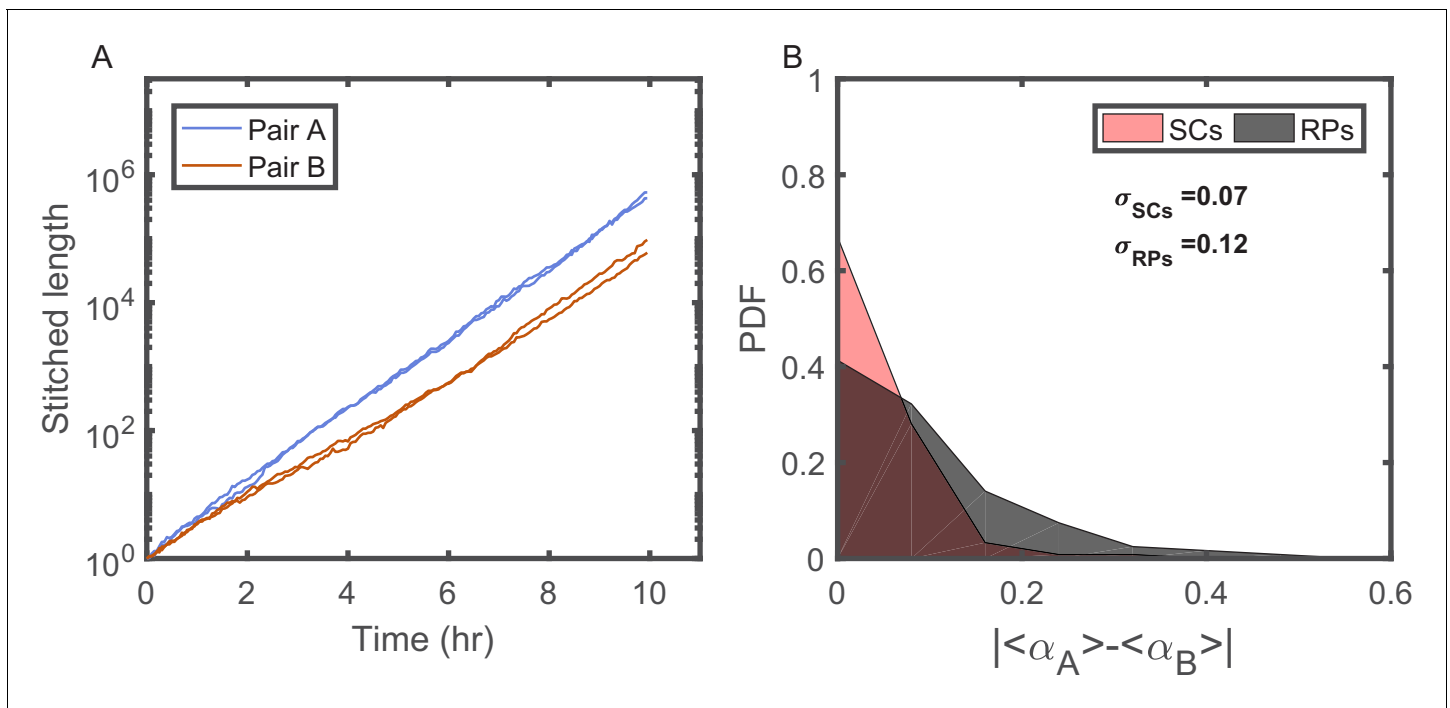 A
Pair A
Pair B
10^6
10^4
10^2
10^0
Stitched length
0 2 4 6 8 10
Time (hr)
B
1
0.8
0.6
0.4
0.2
0
PDF
SCs RPs
σ_SCs =0.07
σ_RPs =0.12
0 0.2 0.4 0.6
|<α_A>-<α_B>|